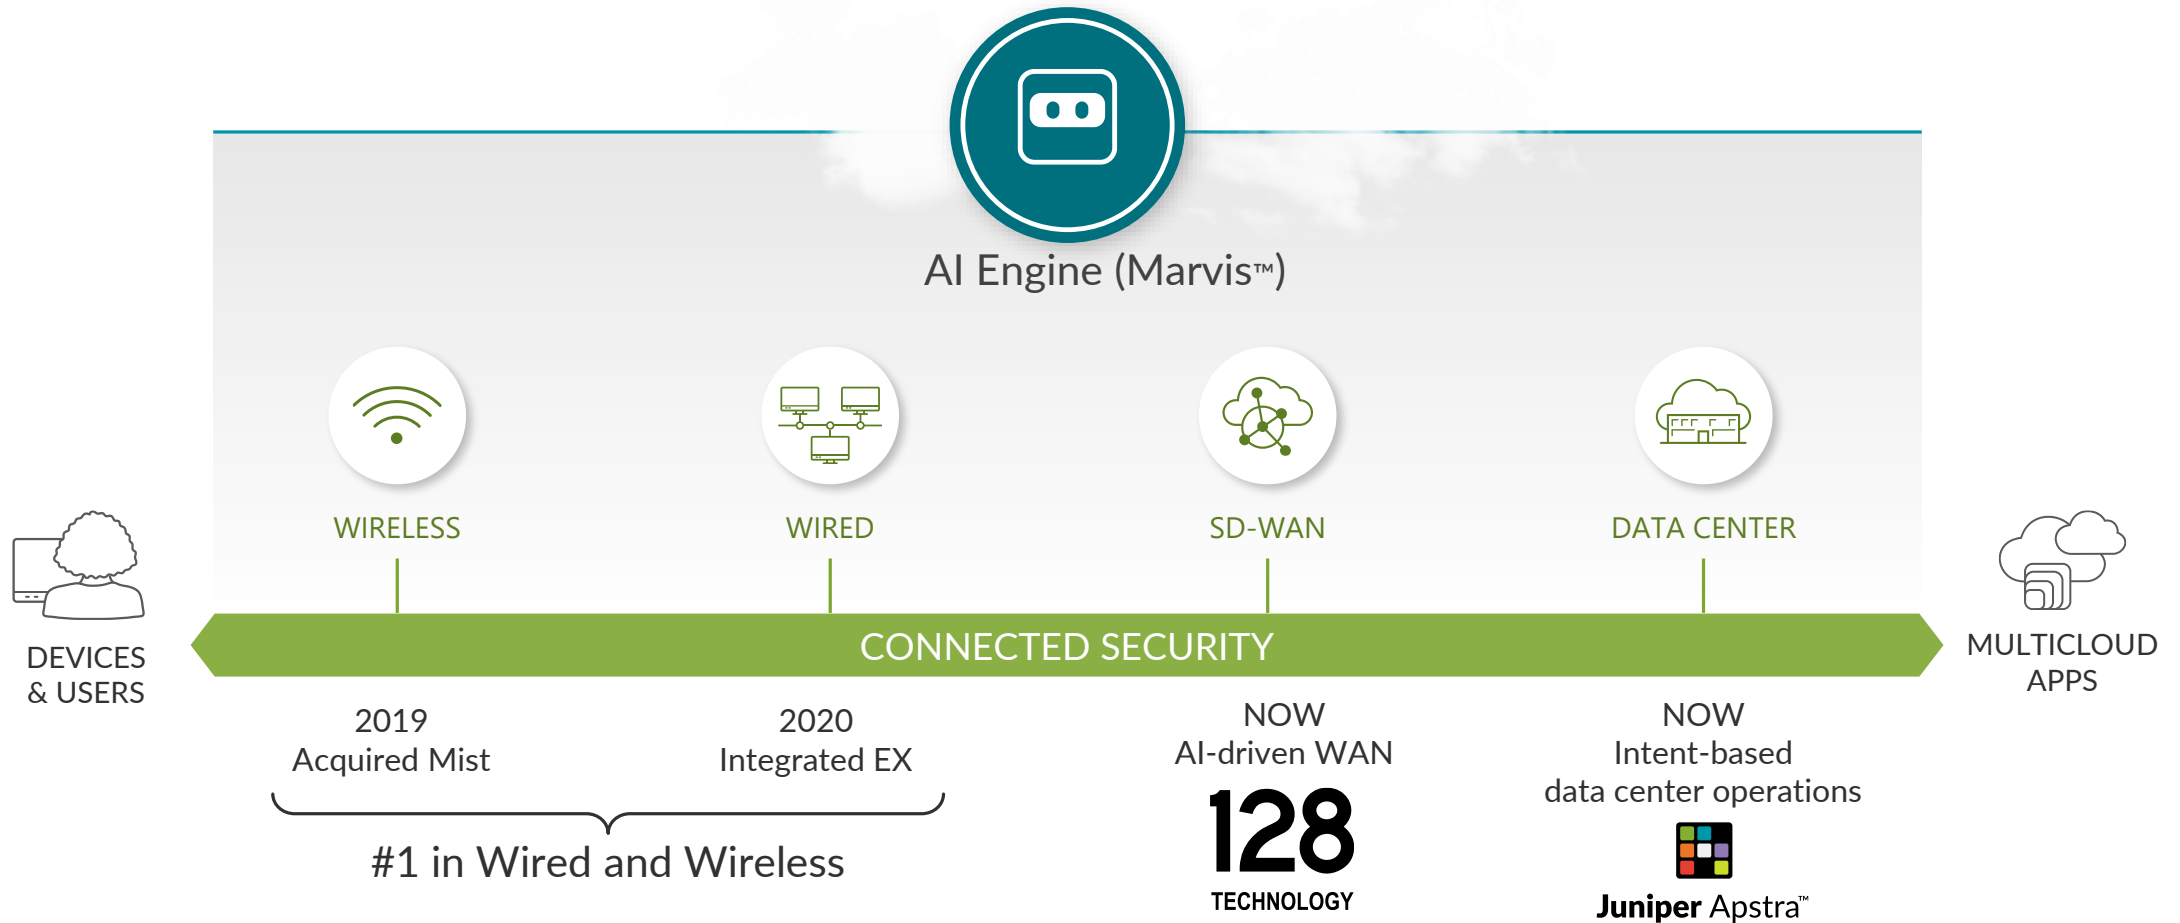 AI Engine (Marvis™)
WIRELESS
WIRED
SD-WAN
DATA CENTER
DEVICES
& USERS
CONNECTED SECURITY
MULTICLOUD
APPS
2019
Acquired Mist
2020
Integrated EX
#1 in Wired and Wireless
NOW
AI-driven WAN
128
TECHNOLOGY
NOW
Intent-based
data center operations
Juniper Apstra™